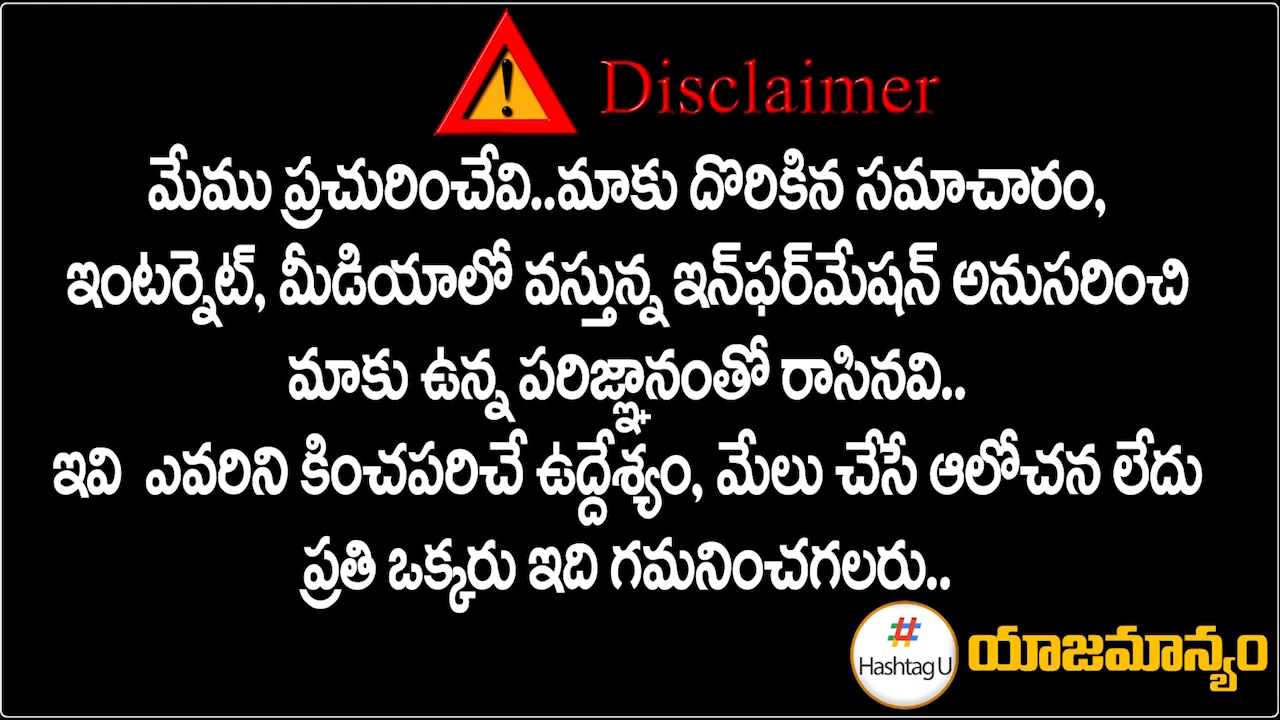 Disclaimer
మేము ప్రచురించేవి..మాకు దొరికిన సమాచారం,
ఇంటర్నెట్, మీడియాలో వస్తున్న ఇన్‌ఫర్‌మేషన్ అనుసరించి
మాకు ఉన్న పరిజ్ఞానంతో రాసినవి..
ఇవి ఎవరిని కించపరిచే ఉద్దేశ్యం, మేలు చేసే ఆలోచన లేదు
ప్రతి ఒక్కరు ఇది గమనించగలరు..
# Hashtag U యాజమాన్యం